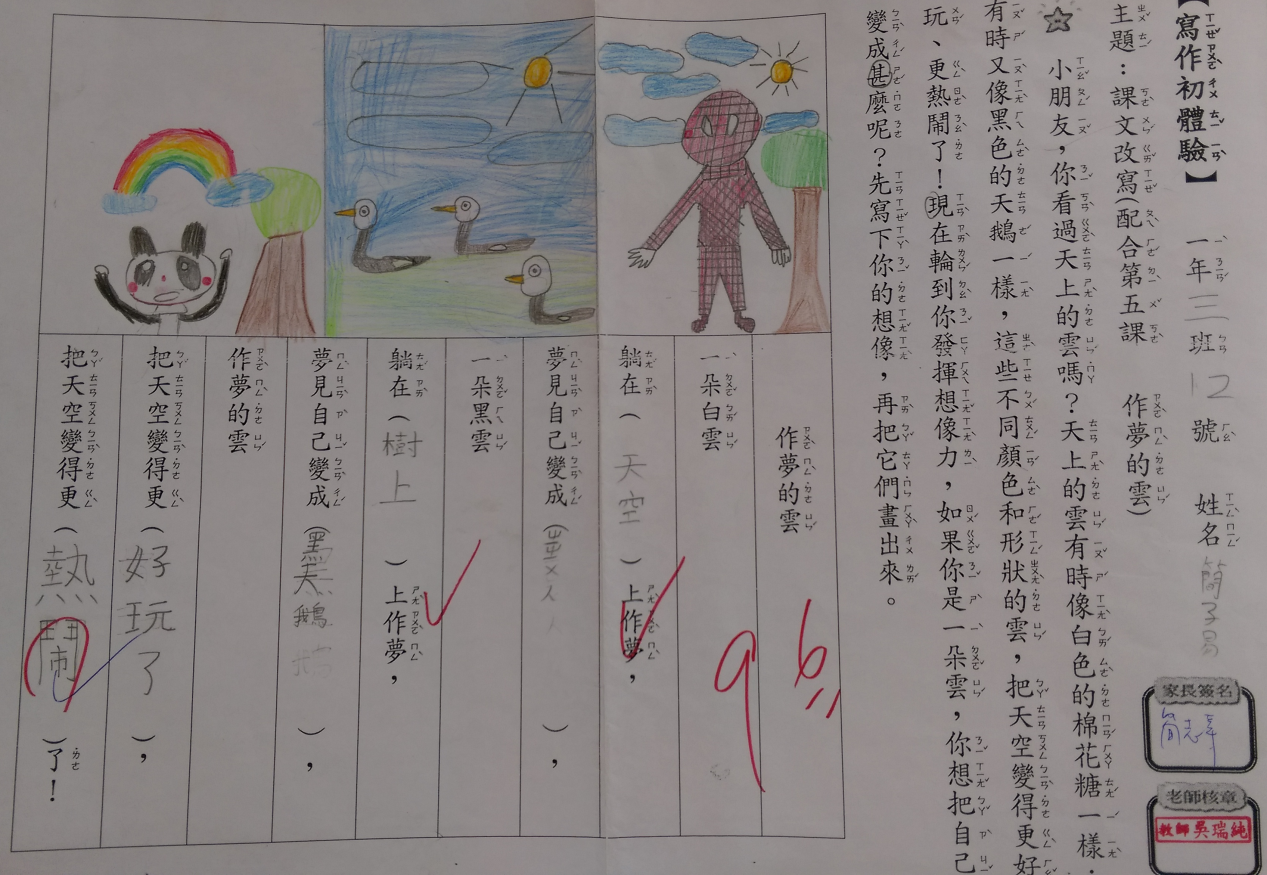 【寫作初體驗】 一年三班12號 姓名簡子易
主題：課文改寫(配合第五課 作夢的雲)
小朋友，你看過天上的雲嗎？天上的雲有時像白色的棉花糖一樣，
有時又像黑色的天鵝一樣，這些不同顏色和形狀的雲，把天空變得更好
玩、更熱鬧了！現在輪到你發揮想像力，如果你是一朵雲，你想把自己
變成甚麼呢？先寫下你的想像，再把它們畫出來。
家長簽名
老師核章
教師吳瑞純
作夢的雲
96
一朵白雲
躺在（天空）上作夢，
夢見自己變成（ㄓㄨ人），
一朵黑雲
躺在（樹上）上作夢，
夢見自己變成（黑天鵝），
作夢的雲
把天空變得更（好玩了），
把天空變得更（熱鬧）了！